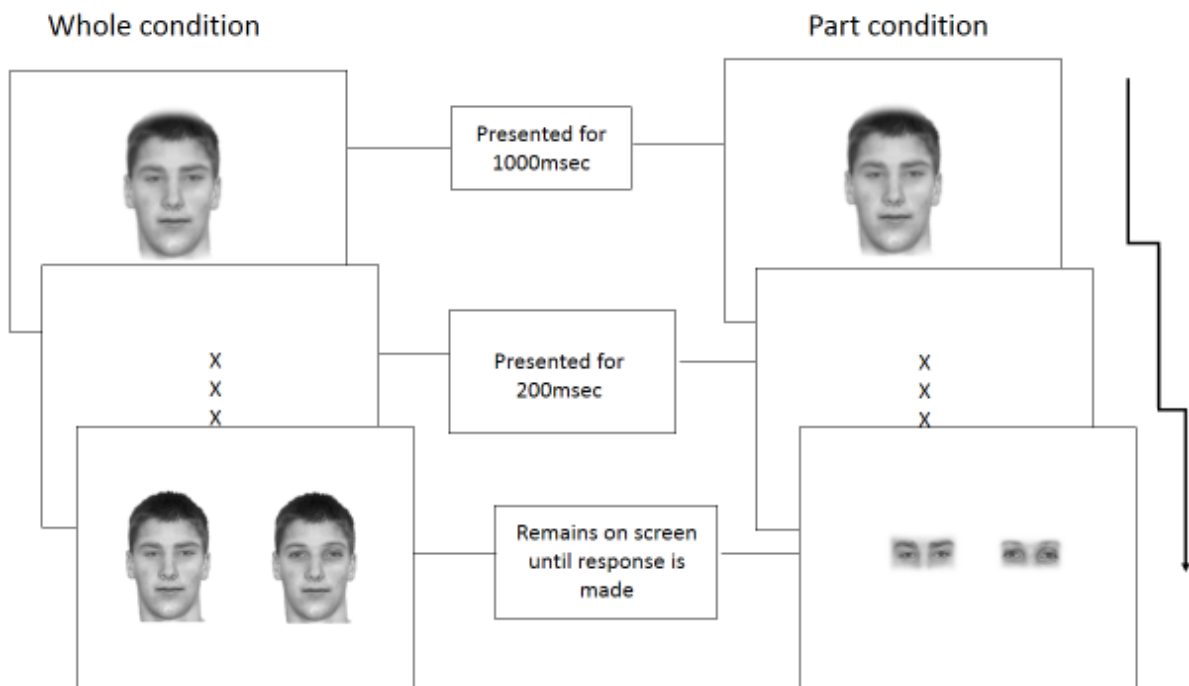 Whole condition
Part condition
Presented for
1000msec
X
X
X
Presented for
200msec
X
X
X
Remains on screen
until response is
made